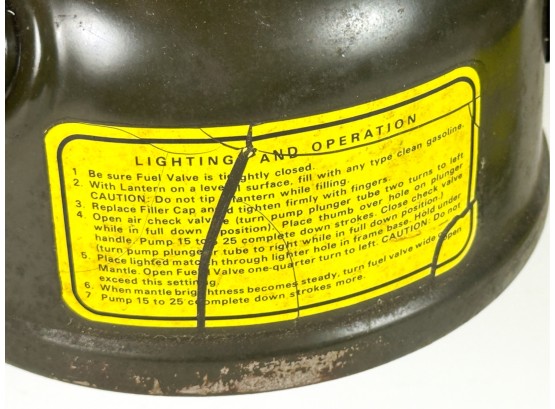 LIGHTING AND OPERATION
1 Be sure Fuel Valve is tightly closed.
2. With Lantern on a level surface, fill with any type clean gasoline.
CAUTION: Do not tip lantern while filling.
3 Replace Filler Cap and tighten firmly with fingers.
4 Open air check valve (turn pump plunger tube two turns to left
while in full down position). Place thumb over hole on plunger
handle. Pump 15 to 25 complete down strokes. Close check valve
(turn pump plunger tube to right while in full down position.)
5 Place lighted match through lighter hole in frame base. Hold under
Mantle. Open Fuel Valve one-quarter turn to left. CAUTION: Do not
exceed this setting.
6 When mantle brightness becomes steady, turn fuel valve wide open
7 Pump 15 to 25 complete down strokes more.